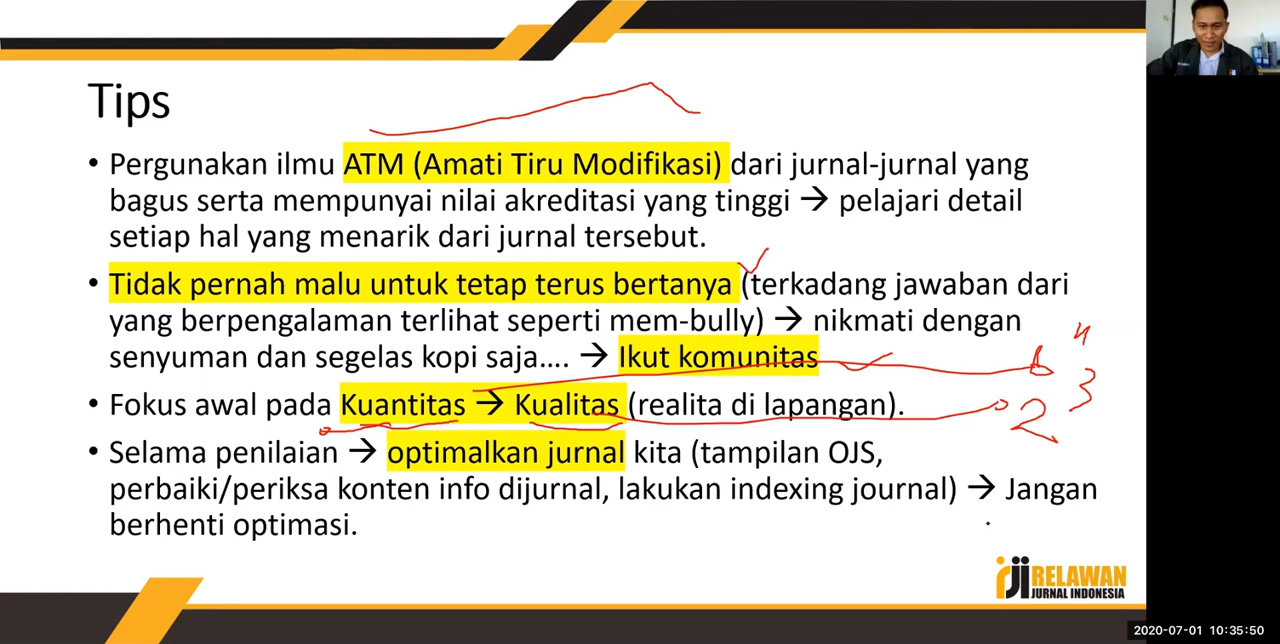 Tips
• Pergunakan ilmu ATM (Amati Tiru Modifikasi) dari jurnal-jurnal yang
bagus serta mempunyai nilai akreditasi yang tinggi → pelajari detail
setiap hal yang menarik dari jurnal tersebut.
• Tidak pernah malu untuk tetap terus bertanya (terkadang jawaban dari
yang berpengalaman terlihat seperti mem-bully) → nikmati dengan
senyuman dan segelas kopi saja.... → Ikut komunitas
• Fokus awal pada Kuantitas → Kualitas (realita di lapangan).
• Selama penilaian → optimalkan jurnal kita (tampilan OJS,
perbaiki/periksa konten info dijurnal, lakukan indexing journal) → Jangan
berhenti optimasi.
3
2
RELAWAN
JURNAL INDONESIA
2020-07-01 10:35:50